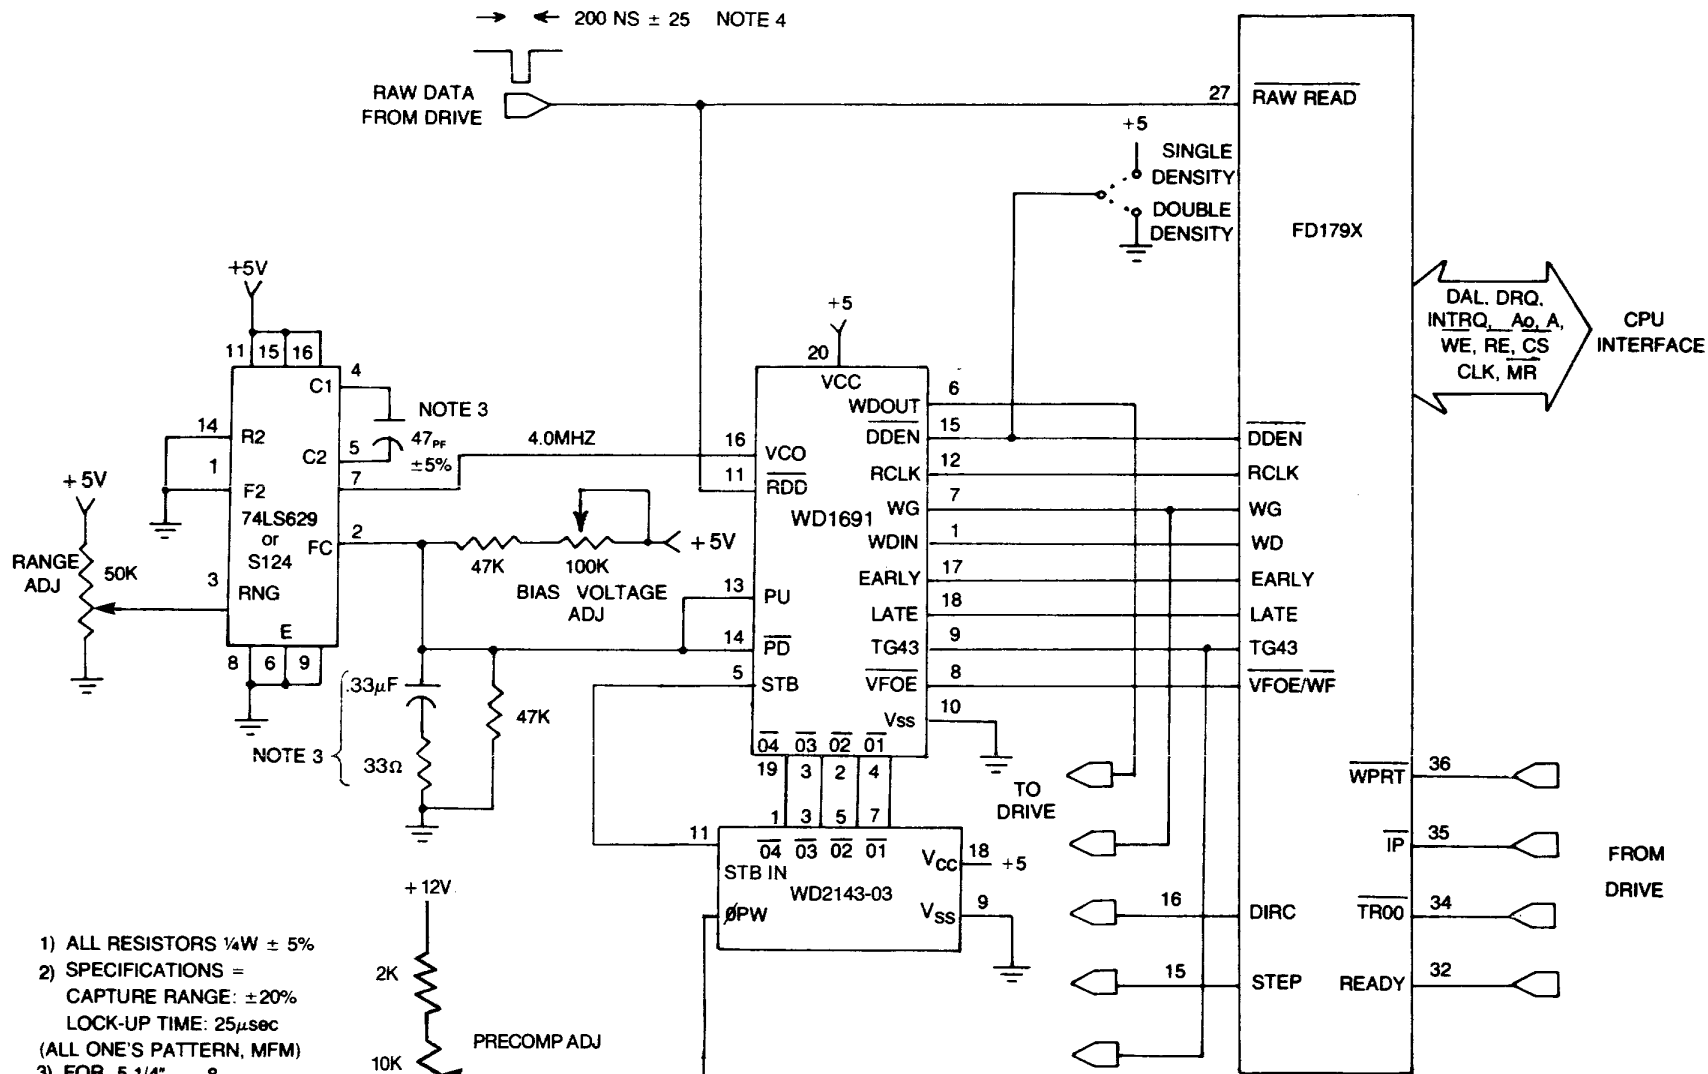 200 NS ± 25 NOTE 4
RAW DATA
FROM DRIVE
27
RAW READ
+5
SINGLE
DENSITY
DOUBLE
DENSITY
FD179X
DAL, DRQ,
INTRQ, Ao, A,
WE, RE, CS
CLK, MR
CPU
INTERFACE
+5V
11 15 16
C1
4
NOTE 3
47PF
±5%
14
R2
C2
5
1
F2
7
4.0MHZ
74LS629
or
S124
FC
2
3
RNG
E
8 6 9
+5V
RANGE
ADJ
50K
47K
100K
+5V
BIAS VOLTAGE
ADJ
.33µF
47K
NOTE 3
33Ω
+5
20
VCC
16
VCO
11
RDD
WD1691
13
PU
14
PD
5
STB
WDOUT
6
DDEN
15
DDEN
RCLK
12
RCLK
WG
7
WG
WDIN
1
WD
EARLY
17
EARLY
LATE
18
LATE
TG43
9
TG43
VFOE
8
VFOE/WF
Vss
10
04 03 02 01
19 3 2 4
1 3 5 7
11
04 03 02 01
STB IN
VCC
18
+5
WD2143-03
ØPW
VSS
9
TO
DRIVE
16
DIRC
15
STEP
WPRT
36
IP
35
TR00
34
READY
32
FROM
DRIVE
+12V
2K
10K
PRECOMP ADJ
1) ALL RESISTORS ¼W ± 5%
2) SPECIFICATIONS =
CAPTURE RANGE: ±20%
LOCK-UP TIME: 25µsec
(ALL ONE'S PATTERN, MFM)
3) FOR 5 1/4"